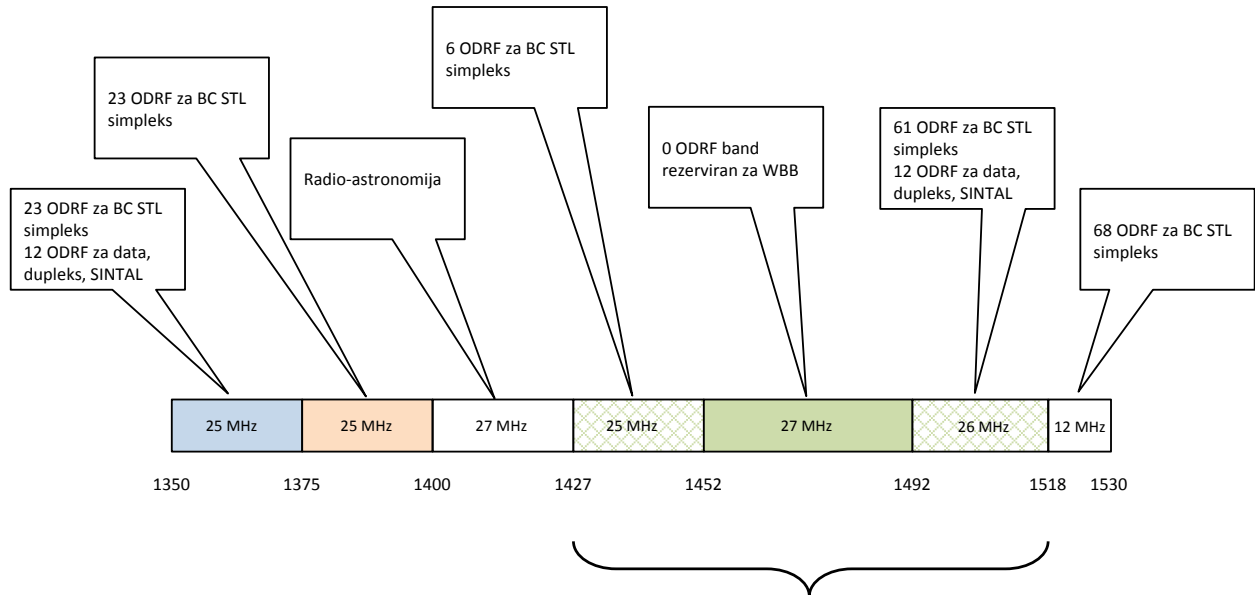 6 ODRF za BC STL
simpleks
23 ODRF za BC STL
simpleks
61 ODRF za BC STL
simpleks
12 ODRF za data,
dupleks, SINTAL
0 ODRF band
rezerviran za WBB
Radio-astronomija
23 ODRF za BC STL
simpleks
12 ODRF za data,
dupleks, SINTAL
68 ODRF za BC STL
simpleks
25 MHz
25 MHz
27 MHz
25 MHz
27 MHz
26 MHz
12 MHz
1350
1375
1400
1427
1452
1492
1518
1530